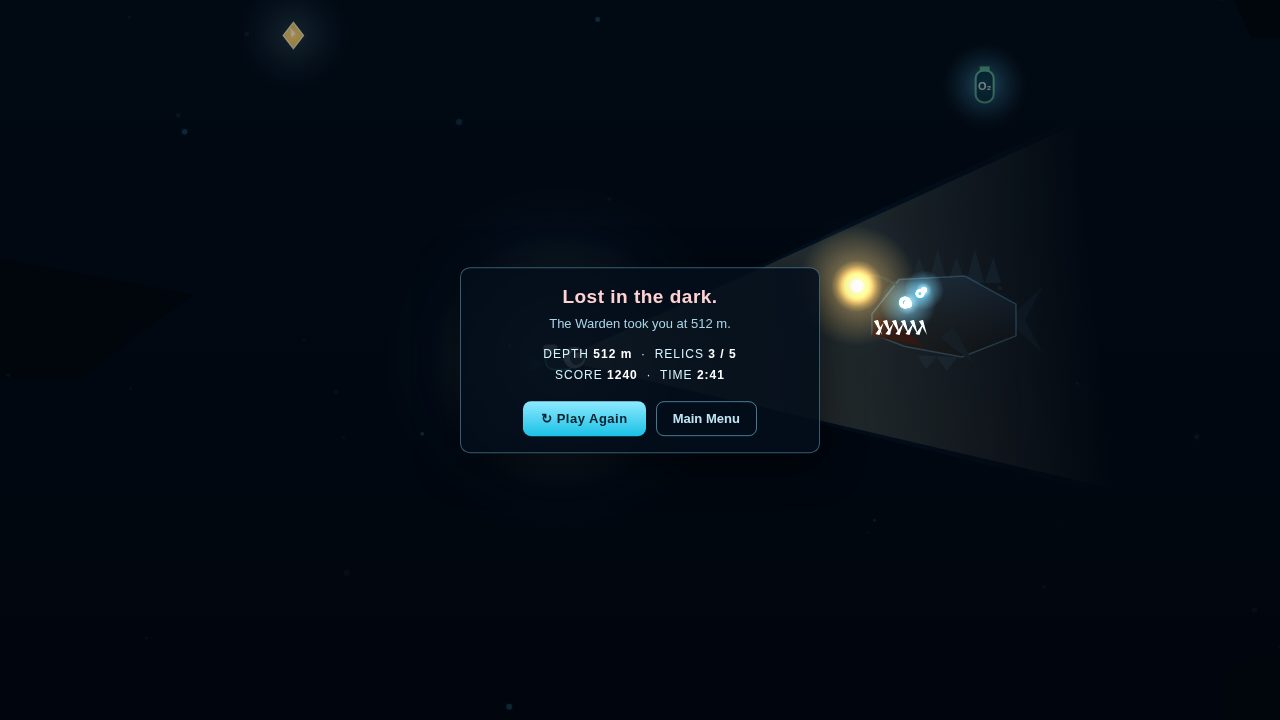 O₂
Lost in the dark.
The Warden took you at 512 m.
DEPTH 512 m · RELICS 3 / 5
SCORE 1240 · TIME 2:41
↻ Play Again
Main Menu